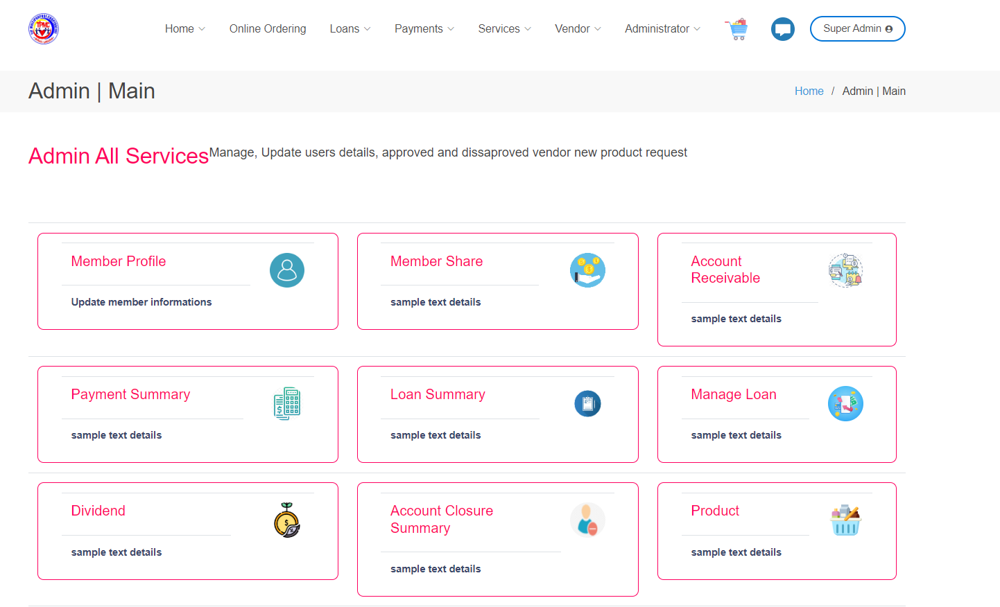 TPMC
Home
Online Ordering
Loans
Payments
Services
Vendor
Administrator
Super Admin
Admin | Main
Home / Admin | Main
Admin All Services
Manage, Update users details, approved and dissaproved vendor new product request
Member Profile
Update member informations
Member Share
sample text details
Account
Receivable
sample text details
Payment Summary
sample text details
Loan Summary
sample text details
Manage Loan
sample text details
Dividend
sample text details
Account Closure
Summary
sample text details
Product
sample text details